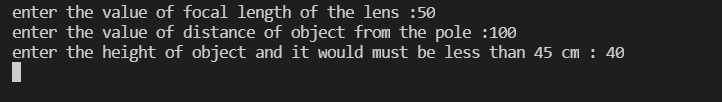 enter the value of focal length of the lens :50
enter the value of distance of object from the pole :100
enter the height of object and it would must be less than 45 cm : 40